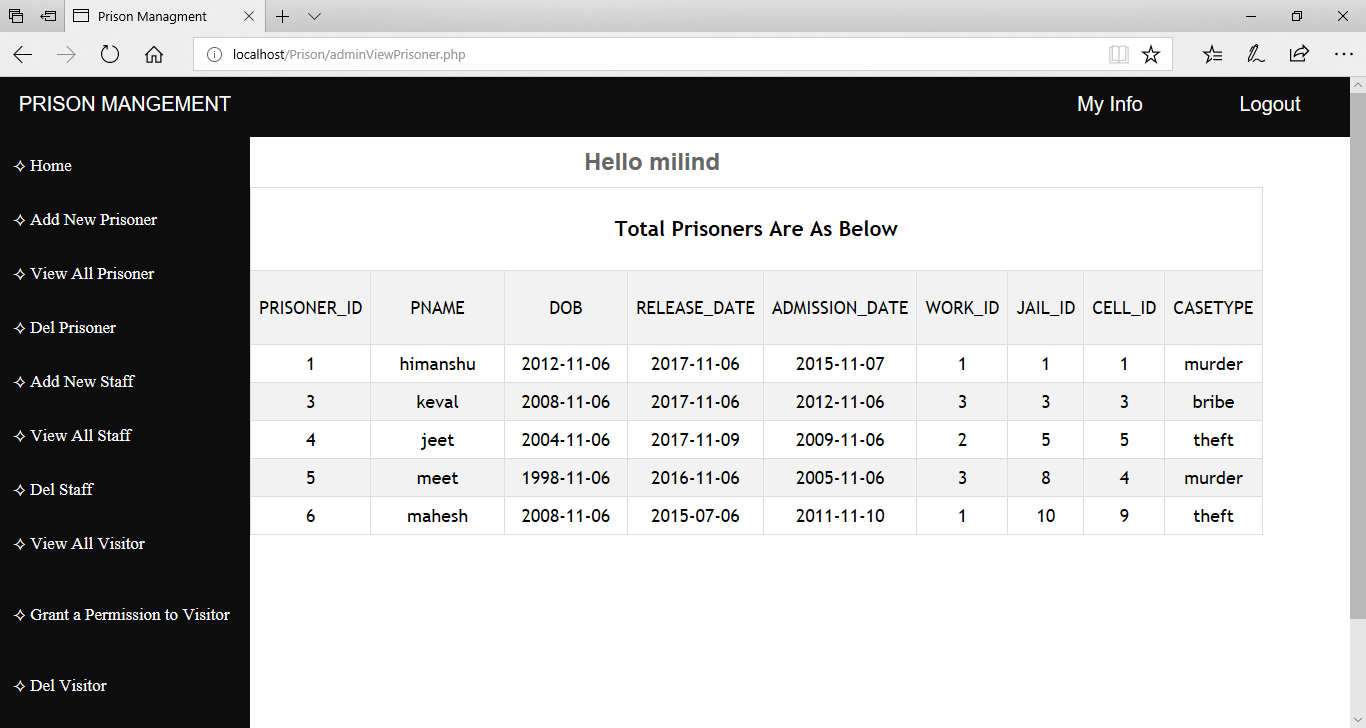 Prison Managment
localhost/Prison/adminViewPrisoner.php
PRISON MANGEMENT My Info Logout
Home
Add New Prisoner
View All Prisoner
Del Prisoner
Add New Staff
View All Staff
Del Staff
View All Visitor
Grant a Permission to Visitor
Del Visitor
Hello milind
Total Prisoners Are As Below
PRISONER_ID PNAME DOB RELEASE_DATE ADMISSION_DATE WORK_ID JAIL_ID CELL_ID CASETYPE
1 himanshu 2012-11-06 2017-11-06 2015-11-07 1 1 1 murder
3 keval 2008-11-06 2017-11-06 2012-11-06 3 3 3 bribe
4 jeet 2004-11-06 2017-11-09 2009-11-06 2 5 5 theft
5 meet 1998-11-06 2016-11-06 2005-11-06 3 8 4 murder
6 mahesh 2008-11-06 2015-07-06 2011-11-10 1 10 9 theft